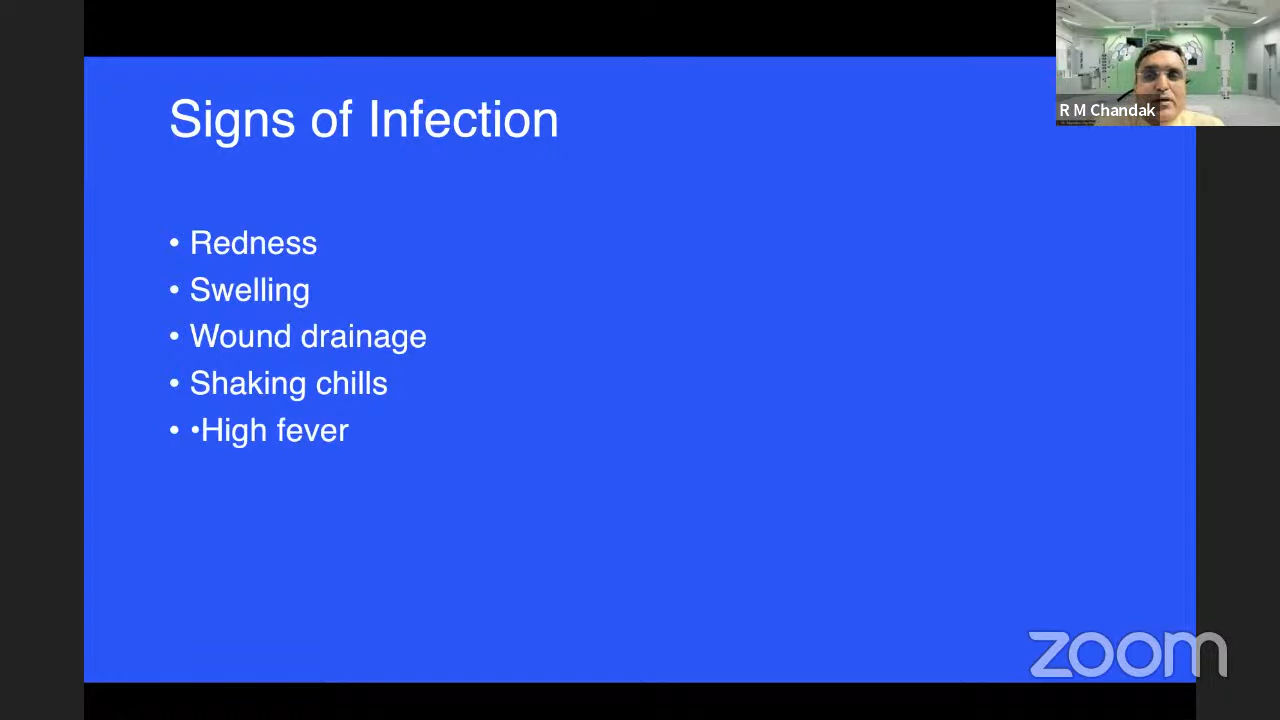 Signs of Infection
• Redness
• Swelling
• Wound drainage
• Shaking chills
• •High fever
R M Chandak
zoom